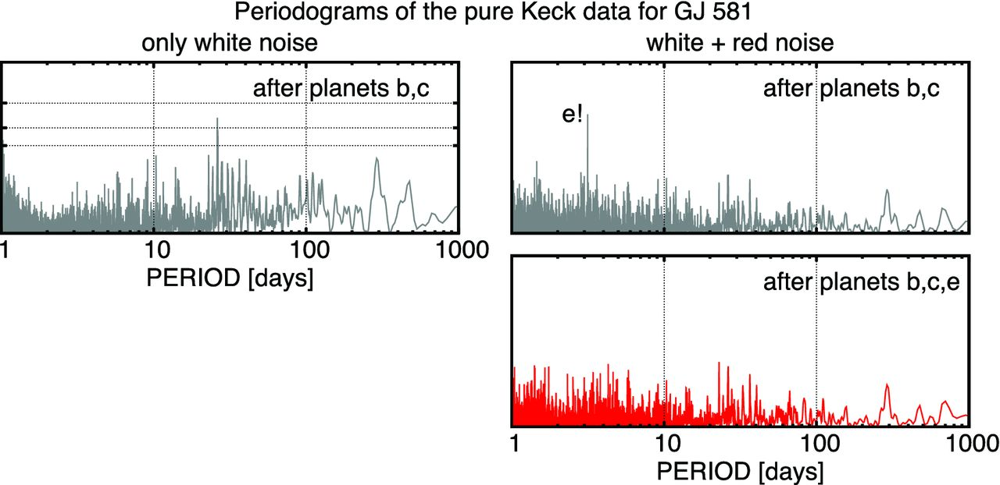 Periodograms of the pure Keck data for GJ 581
only white noise
white + red noise
after planets b,c
after planets b,c
e!
1 10 100 1000
PERIOD [days]
after planets b,c,e
1 10 100 1000
PERIOD [days]